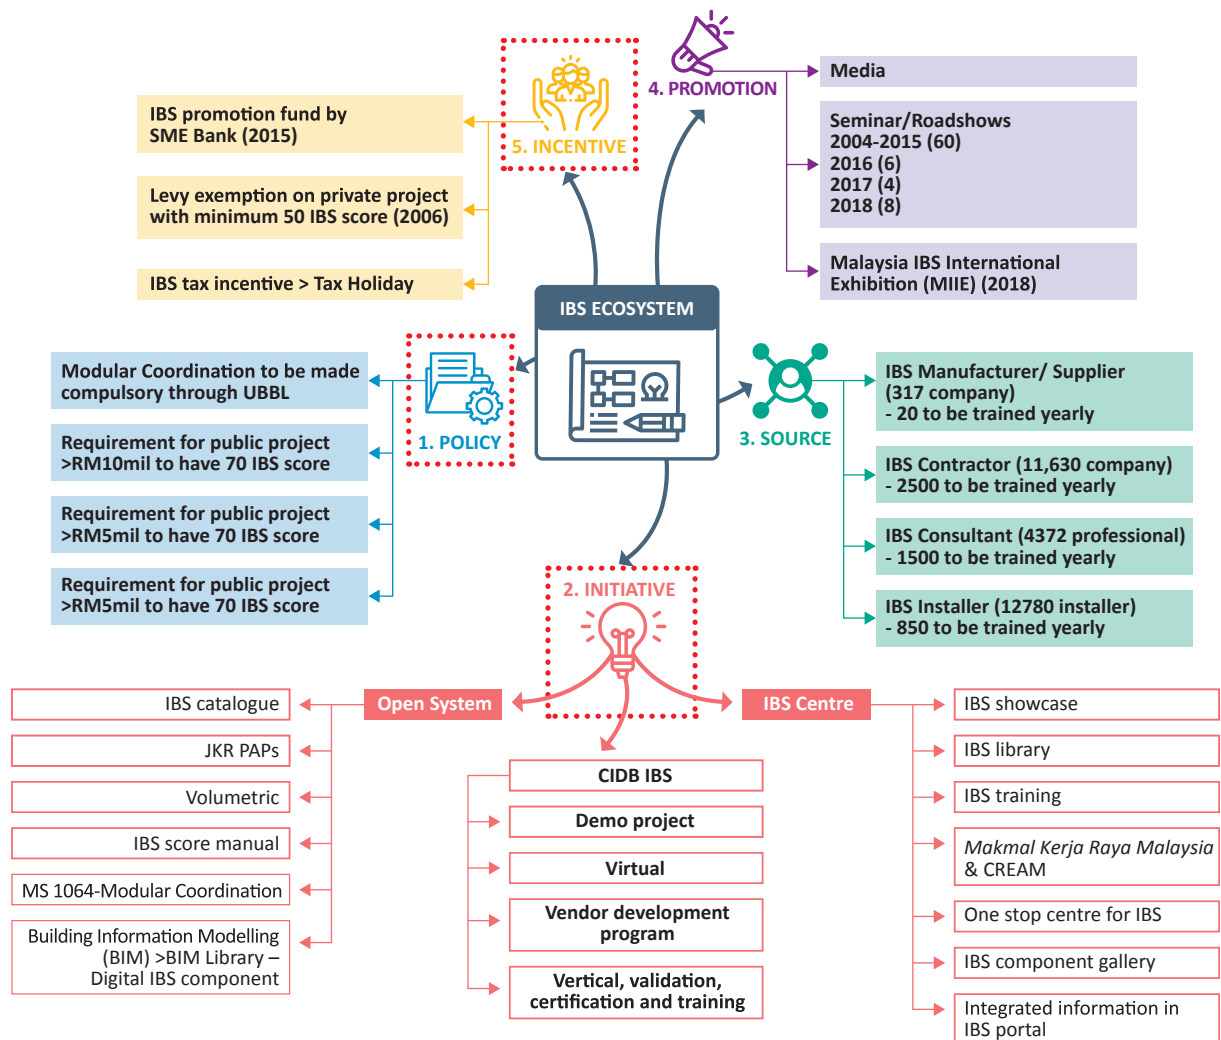 4. PROMOTION
Media
Seminar/Roadshows
2004-2015 (60)
2016 (6)
2017 (4)
2018 (8)
Malaysia IBS International
Exhibition (MIIE) (2018)
5. INCENTIVE
IBS promotion fund by
SME Bank (2015)
Levy exemption on private project
with minimum 50 IBS score (2006)
IBS tax incentive > Tax Holiday
IBS ECOSYSTEM
1. POLICY
Modular Coordination to be made
compulsory through UBBL
Requirement for public project
>RM10mil to have 70 IBS score
Requirement for public project
>RM5mil to have 70 IBS score
Requirement for public project
>RM5mil to have 70 IBS score
3. SOURCE
IBS Manufacturer/ Supplier
(317 company)
- 20 to be trained yearly
IBS Contractor (11,630 company)
- 2500 to be trained yearly
IBS Consultant (4372 professional)
- 1500 to be trained yearly
IBS Installer (12780 installer)
- 850 to be trained yearly
2. INITIATIVE
Open System
IBS catalogue
JKR PAPs
Volumetric
IBS score manual
MS 1064-Modular Coordination
Building Information Modelling
(BIM) >BIM Library –
Digital IBS component
CIDB IBS
Demo project
Virtual
Vendor development
program
Vertical, validation,
certification and training
IBS Centre
IBS showcase
IBS library
IBS training
Makmal Kerja Raya Malaysia
& CREAM
One stop centre for IBS
IBS component gallery
Integrated information in
IBS portal